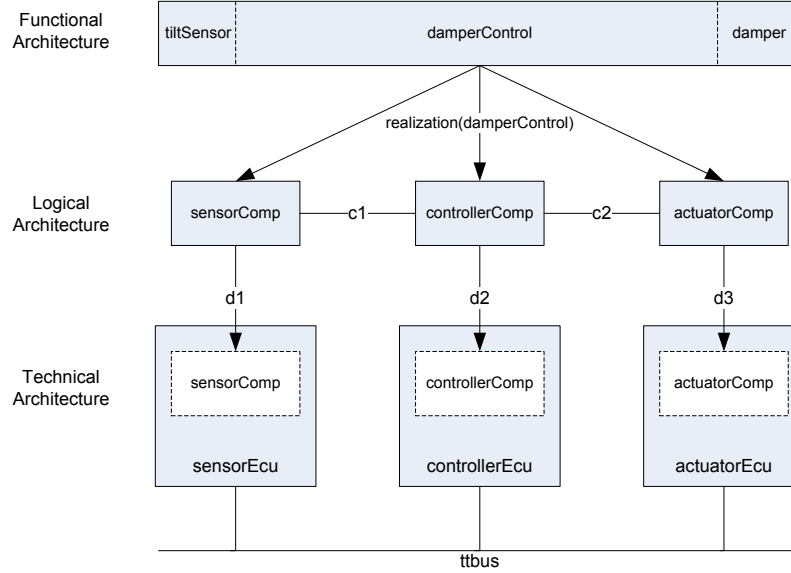 Functional
Architecture
tiltSensor
damperControl
damper
realization(damperControl)
Logical
Architecture
sensorComp
c1
controllerComp
c2
actuatorComp
d1
d2
d3
Technical
Architecture
sensorComp
controllerComp
actuatorComp
sensorEcu
controllerEcu
actuatorEcu
ttbus